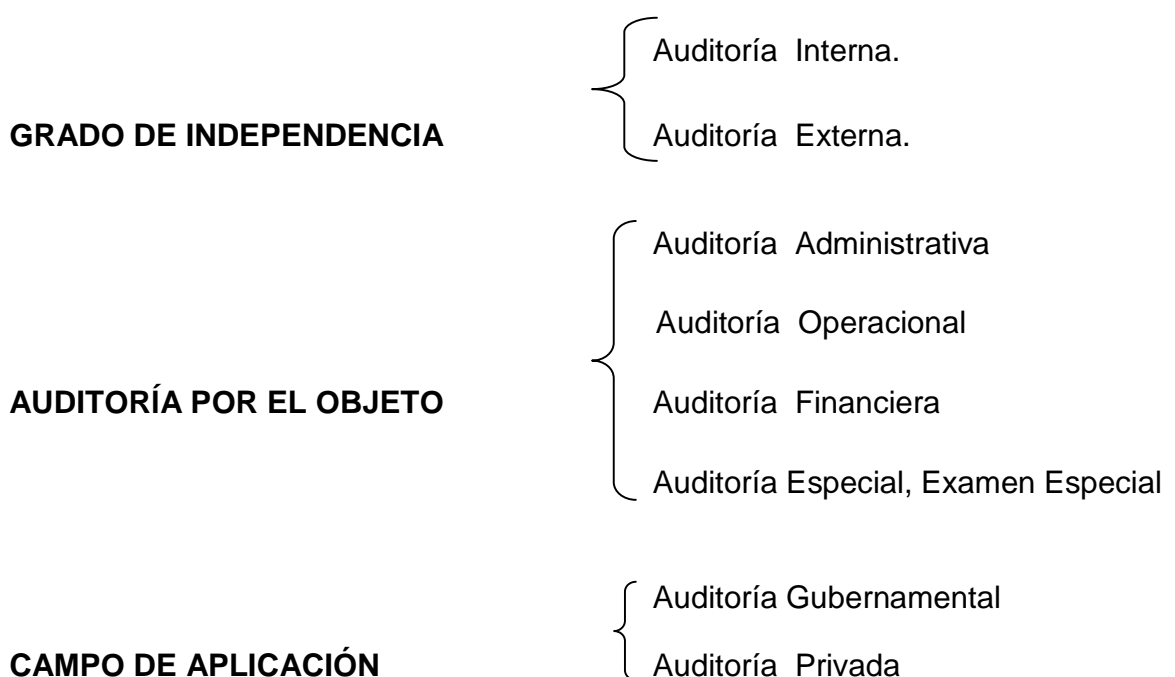 Auditoría Interna.
GRADO DE INDEPENDENCIA Auditoría Externa.
Auditoría Administrativa
Auditoría Operacional
AUDITORÍA POR EL OBJETO Auditoría Financiera
Auditoría Especial, Examen Especial
Auditoría Gubernamental
CAMPO DE APLICACIÓN Auditoría Privada